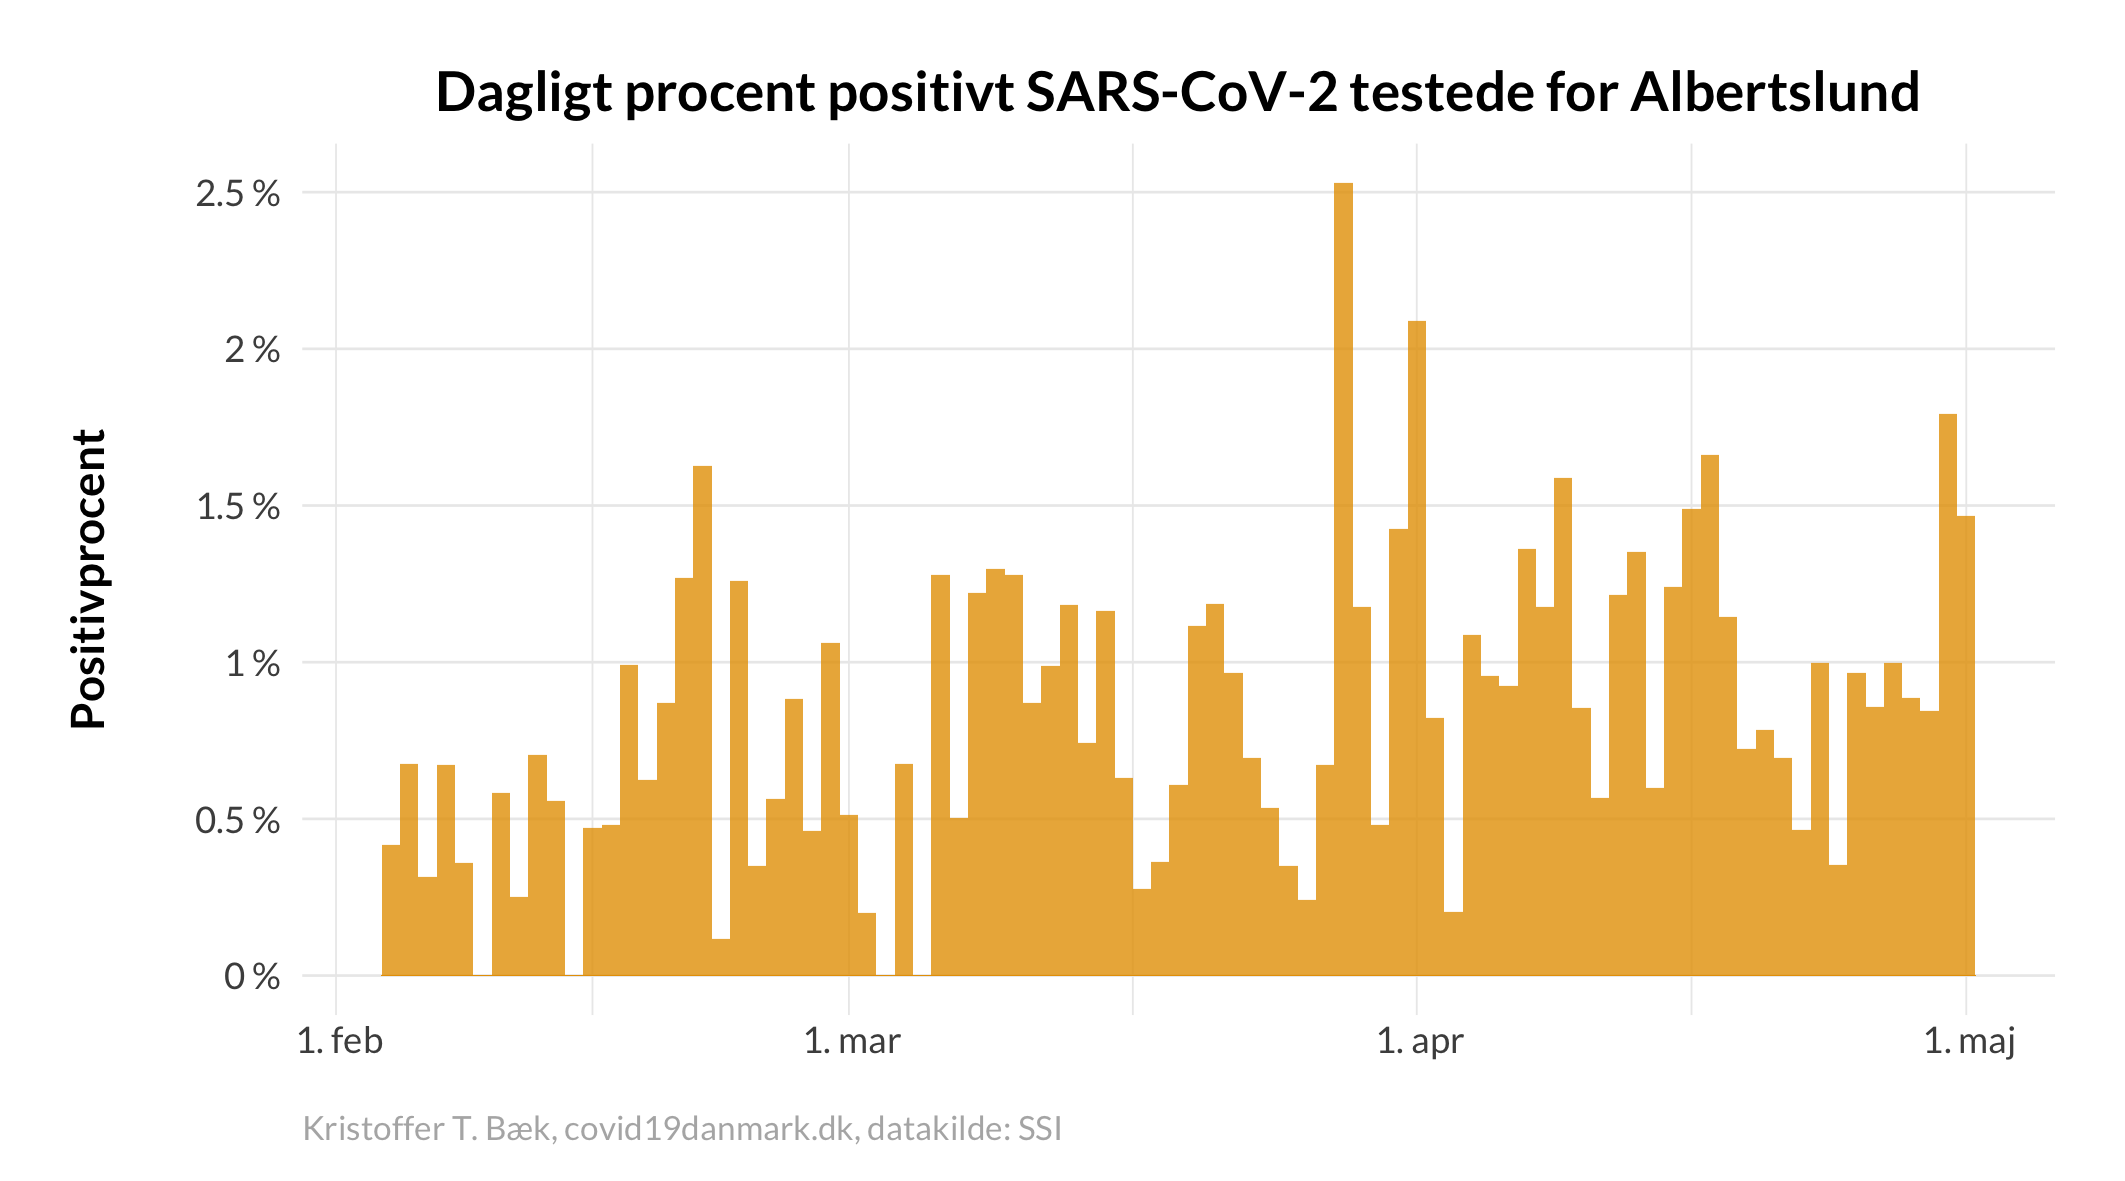 Dagligt procent positivt SARS-CoV-2 testede for Albertslund
Positivprocent
2.5 %
2 %
1.5 %
1 %
0.5 %
0 %
1. feb
1. mar
1. apr
1. maj
Kristoffer T. Bæk, covid19danmark.dk, datakilde: SSI